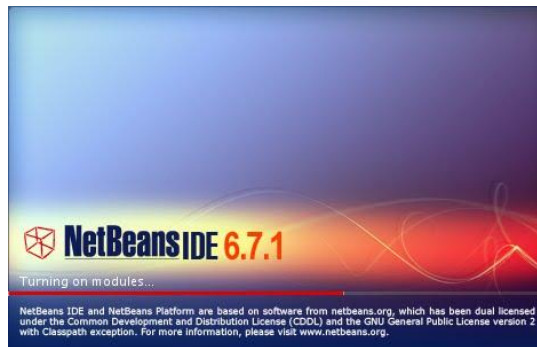 NetBeans IDE 6.7.1
Turning on modules...
NetBeans IDE and NetBeans Platform are based on software from netbeans.org, which has been dual licensed
under the Common Development and Distribution License (CDDL) and the GNU General Public License version 2
with Classpath exception. For more information, please visit www.netbeans.org.